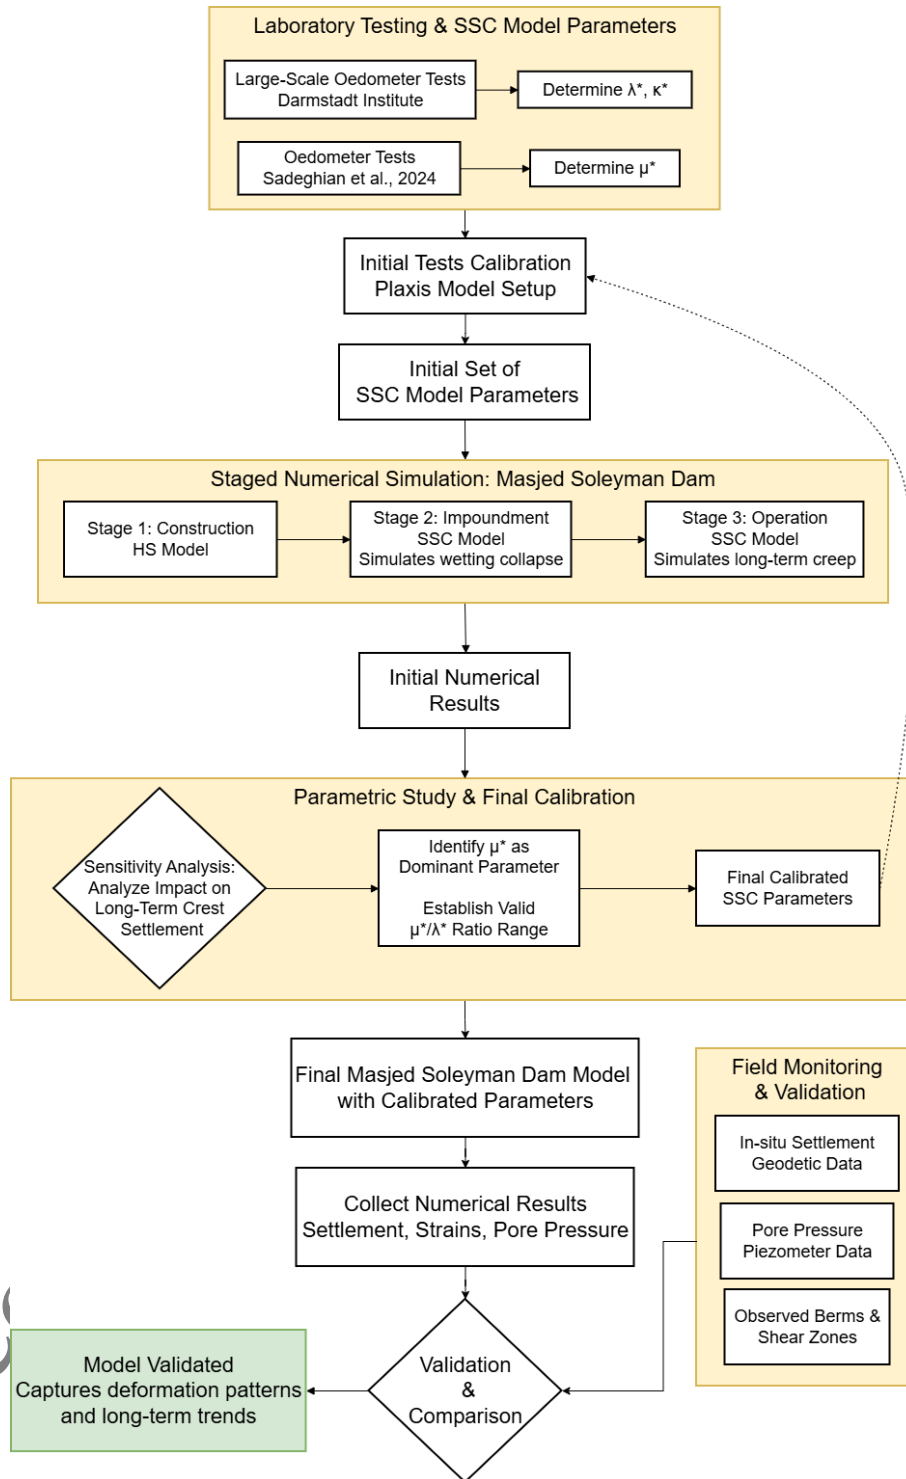 Laboratory Testing & SSC Model Parameters
Large-Scale Oedometer Tests
Darmstadt Institute
Determine λ*, κ*
Oedometer Tests
Sadeghian et al., 2024
Determine μ*
Initial Tests Calibration
Plaxis Model Setup
Initial Set of
SSC Model Parameters
Staged Numerical Simulation: Masjed Soleyman Dam
Stage 1: Construction
HS Model
Stage 2: Impoundment
SSC Model
Simulates wetting collapse
Stage 3: Operation
SSC Model
Simulates long-term creep
Initial Numerical
Results
Parametric Study & Final Calibration
Sensitivity Analysis:
Analyze Impact on
Long-Term Crest
Settlement
Identify μ* as
Dominant Parameter
Establish Valid
μ*/λ* Ratio Range
Final Calibrated
SSC Parameters
Final Masjed Soleyman Dam Model
with Calibrated Parameters
Collect Numerical Results
Settlement, Strains, Pore Pressure
Field Monitoring
& Validation
In-situ Settlement
Geodetic Data
Pore Pressure
Piezometer Data
Observed Berms &
Shear Zones
Validation
&
Comparison
Model Validated
Captures deformation patterns
and long-term trends